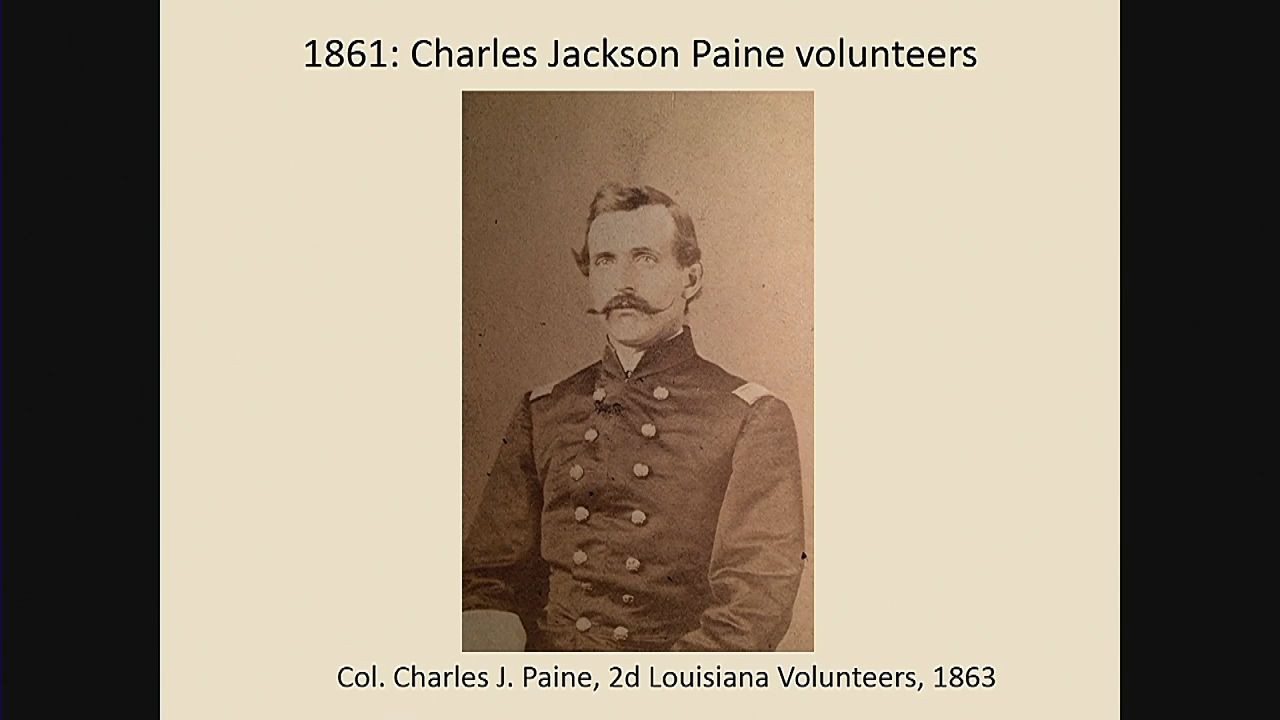 1861: Charles Jackson Paine volunteers
Col. Charles J. Paine, 2d Louisiana Volunteers, 1863